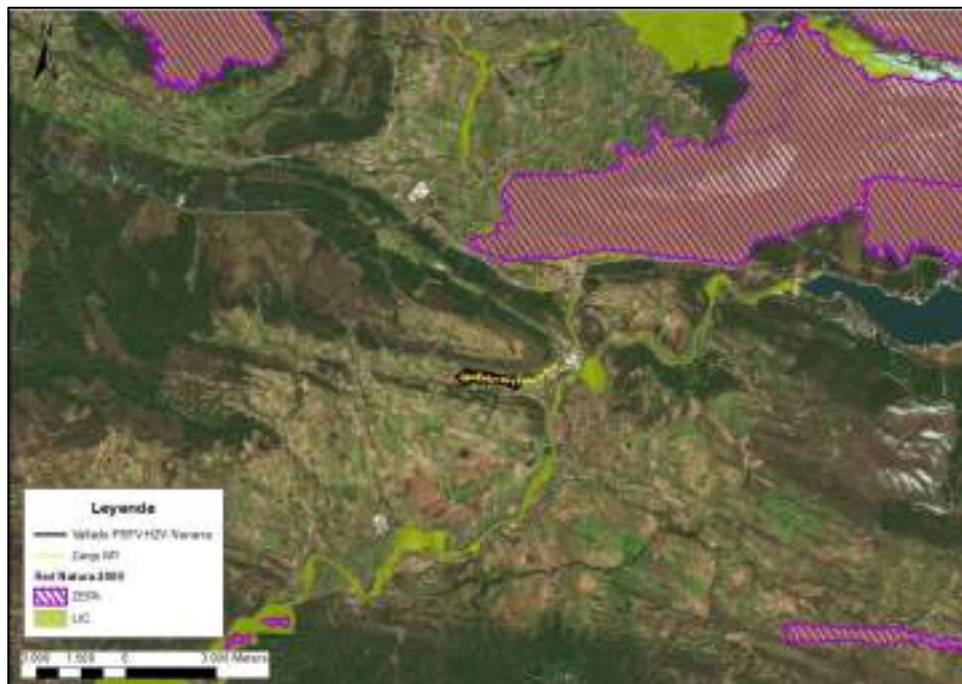 N
Leyenda
Vallado PSFV-H2V-Navarra
Zanja MT
Red Natura 2000
ZEPA
LIC
3.000 1.500 0 3.000 Metros